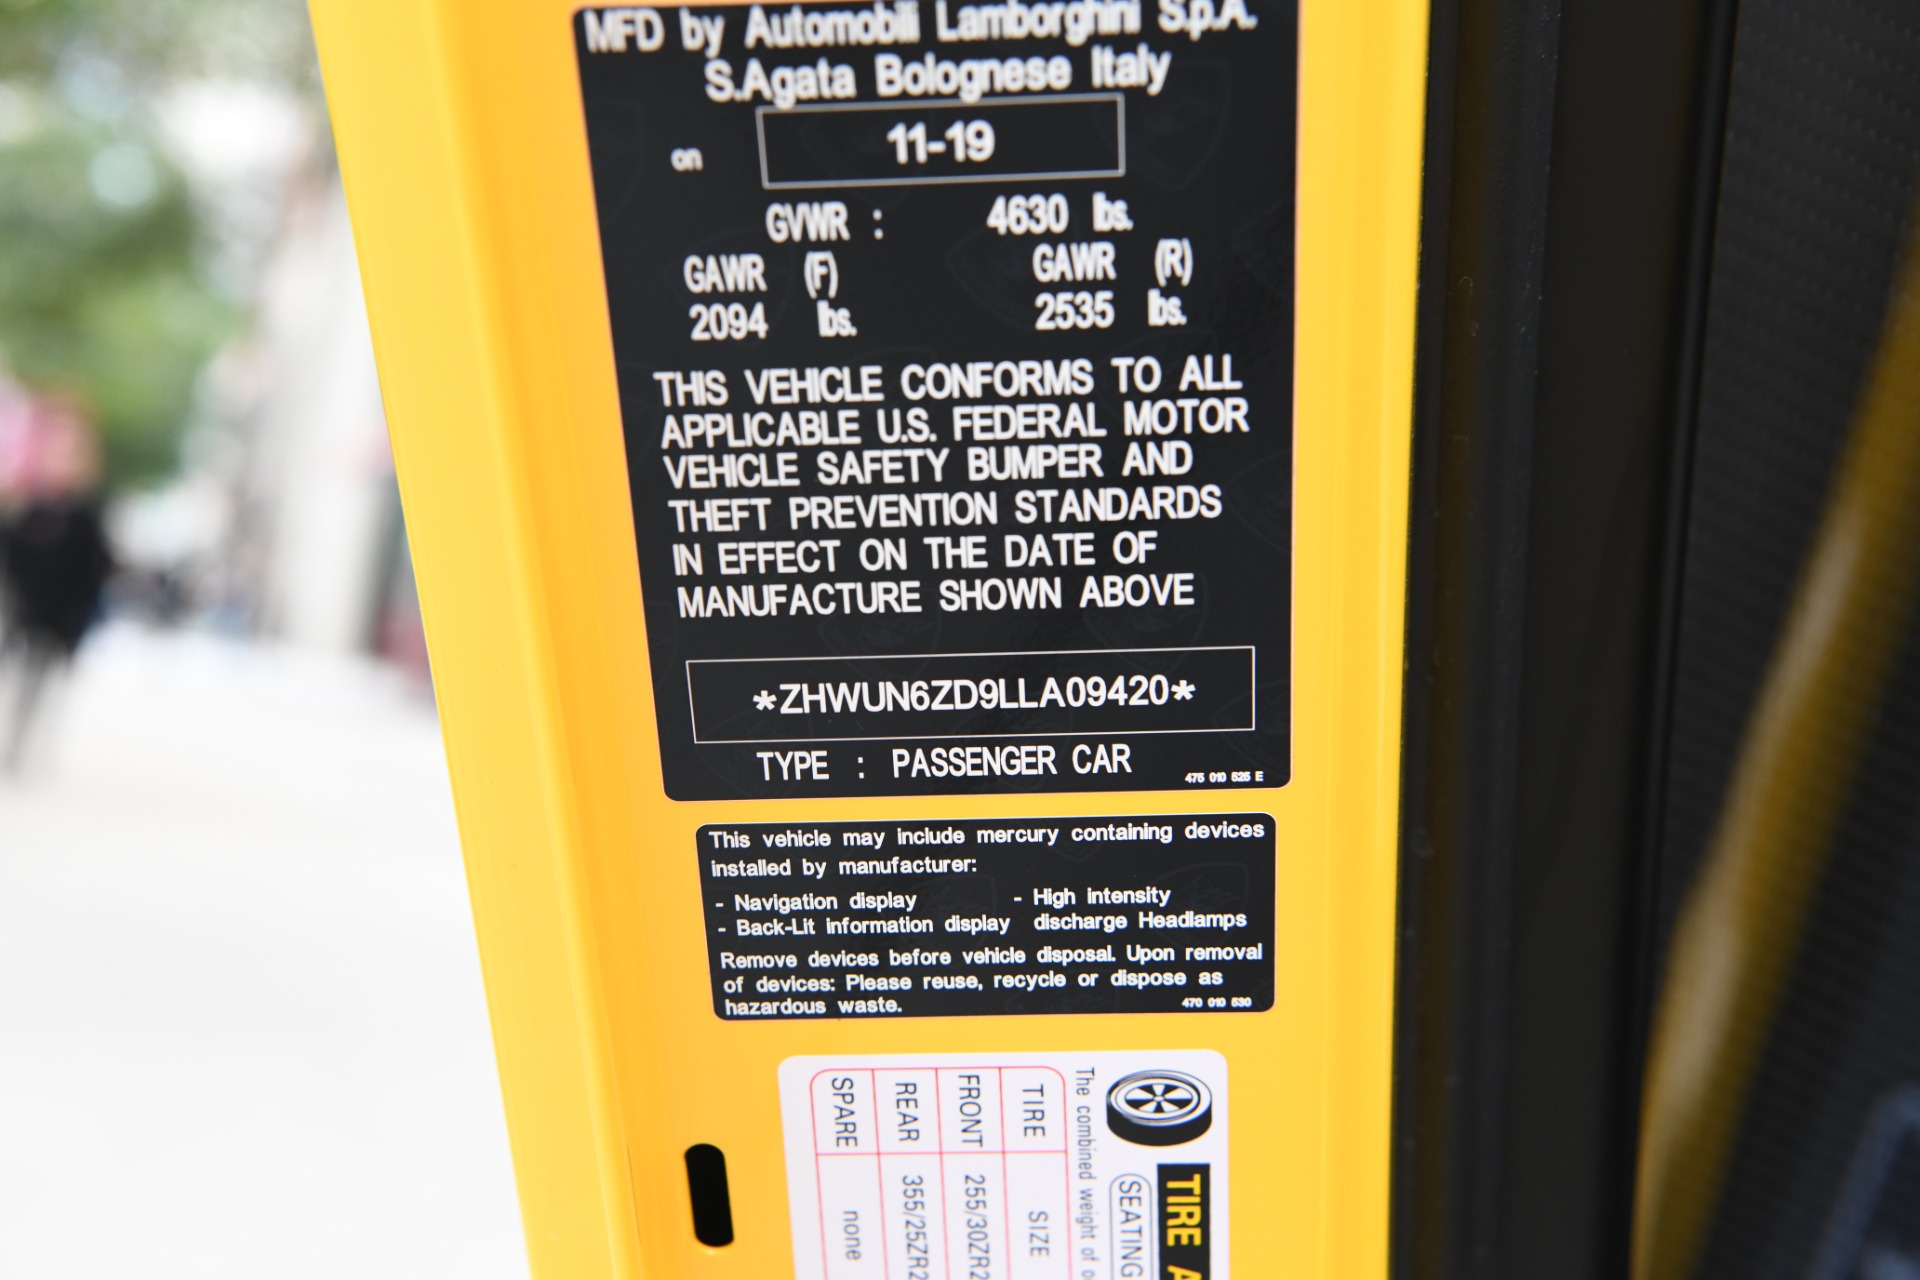 MFD by Automobili Lamborghini S.p.A.
S.Agata Bolognese Italy
on 11-19
GVWR : 4630 lbs.
GAWR (F) GAWR (R)
2094 lbs. 2535 lbs.
THIS VEHICLE CONFORMS TO ALL
APPLICABLE U.S. FEDERAL MOTOR
VEHICLE SAFETY BUMPER AND
THEFT PREVENTION STANDARDS
IN EFFECT ON THE DATE OF
MANUFACTURE SHOWN ABOVE
*ZHWUN6ZD9LLA09420*
TYPE : PASSENGER CAR
475 010 525 E
This vehicle may include mercury containing devices
installed by manufacturer:
- Navigation display - High intensity
- Back-Lit information display discharge Headlamps
Remove devices before vehicle disposal. Upon removal
of devices: Please reuse, recycle or dispose as
hazardous waste. 470 010 530
TIRE A
SEATING
The combined weight of o
TIRE SIZE
FRONT 255/30ZR2
REAR 355/25ZR2
SPARE none